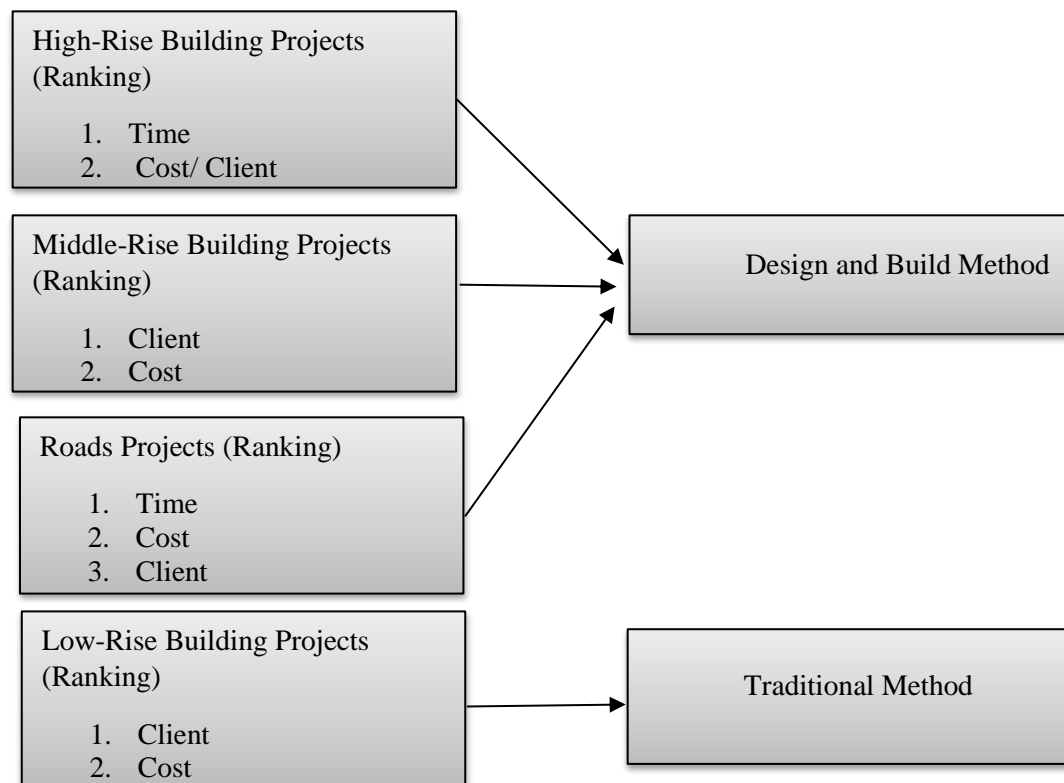 High-Rise Building Projects
(Ranking)
1. Time
2. Cost/ Client
Middle-Rise Building Projects
(Ranking)
1. Client
2. Cost
Roads Projects (Ranking)
1. Time
2. Cost
3. Client
Low-Rise Building Projects
(Ranking)
1. Client
2. Cost
Design and Build Method
Traditional Method